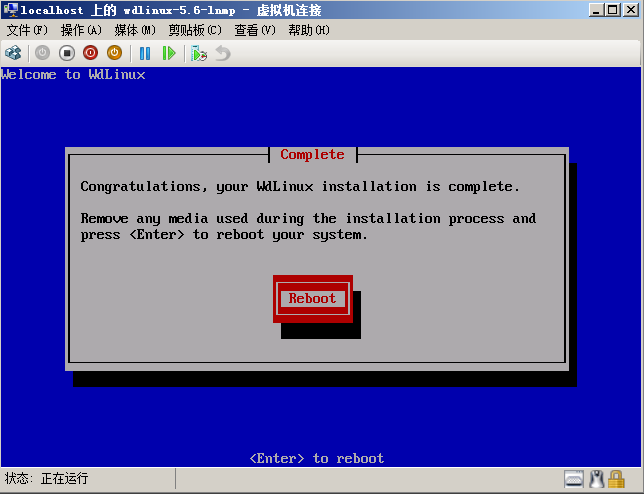 localhost 上的 wdlinux-5.6-lnmp - 虚拟机连接
文件(F) 操作(A) 媒体(M) 剪贴板(C) 查看(V) 帮助(H)
Welcome to WdLinux
Complete
Congratulations, your WdLinux installation is complete.
Remove any media used during the installation process and
press <Enter> to reboot your system.
Reboot
<Enter> to reboot
状态: 正在运行